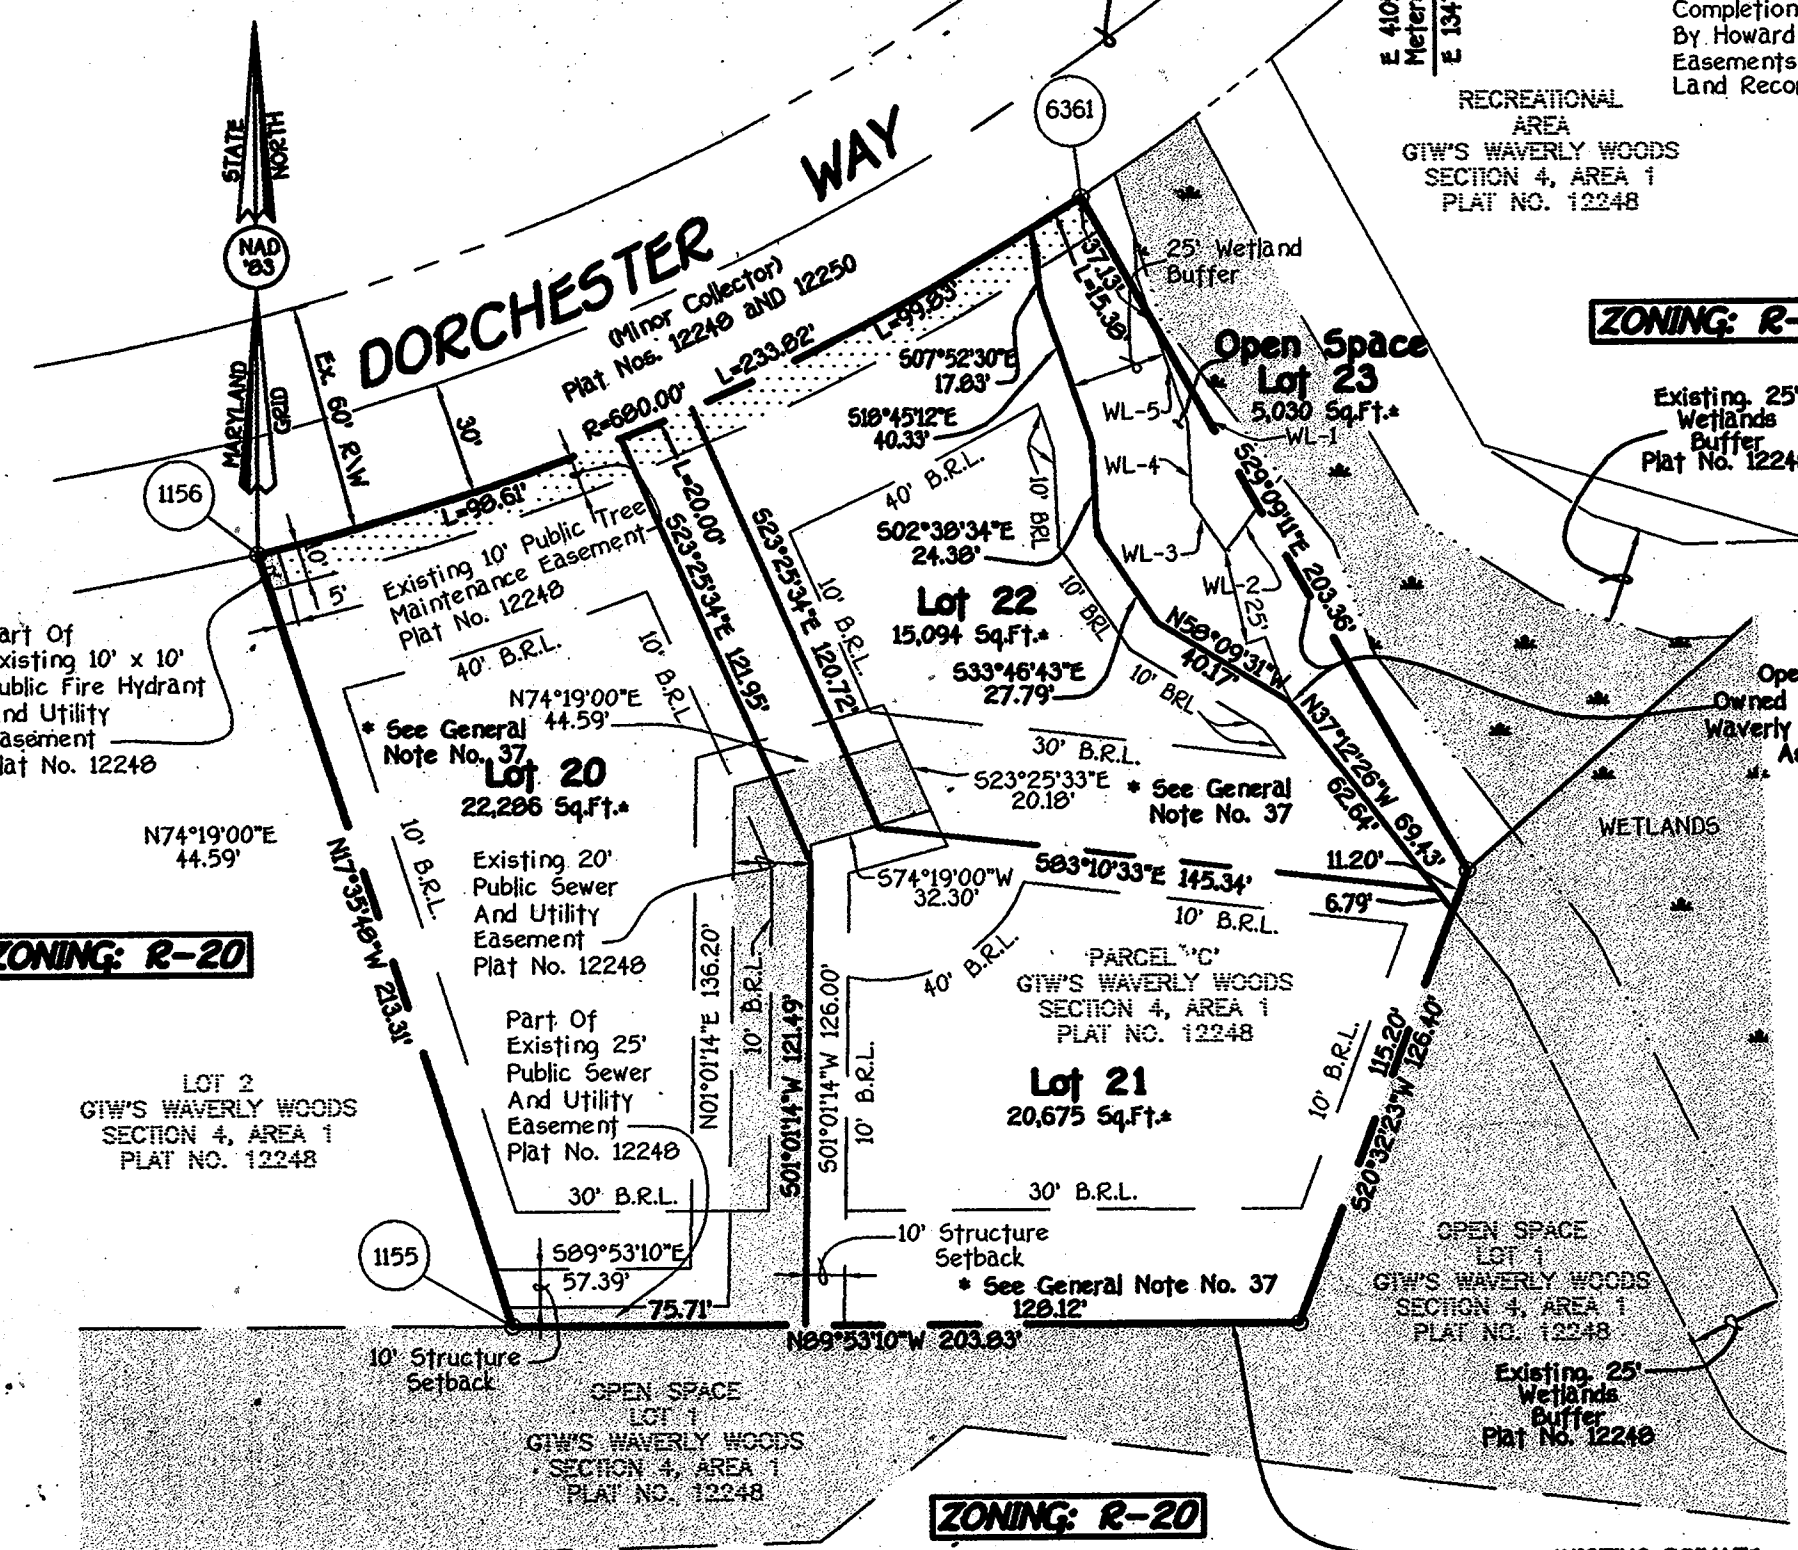 Completion
By Howard
Easements
Land Recor
E 410
Meter
E 134
RECREATIONAL
AREA
GTW'S WAVERLY WOODS
SECTION 4, AREA 1
PLAT NO. 12248
6361
STATE
NORTH
NAD
'83
MARYLAND
GRID
DORCHESTER WAY
(Minor Collector)
Plat Nos. 12248 aND 12250
Ex. 60' R\W
30'
R=680.00'
L=233.82'
L=99.83'
L=98.61'
L=20.00'
37.13'
L=15.38'
25' Wetland
Buffer
ZONING: R-
Open Space
Lot 23
5,030 Sq.Ft.±
WL-1
WL-5
WL-4
WL-3
WL-2
25'
Existing 25'
Wetlands
Buffer
Plat No. 1224
S07°52'30"E
17.83'
S18°45'12"E
40.33'
S02°38'34"E
24.38'
S33°46'43"E
27.79'
N58°09'31"W
40.17'
S29°09'11"E 203.36'
N37°12'26"W 69.43'
62.64'
1156
10'
5'
Existing 10' Public Tree
Maintenance Easement
Plat No. 12248
art Of
xisting 10' x 10'
ublic Fire Hydrant
nd Utility
asement
lat No. 12248
40' B.R.L.
10' B.R.L.
S23°25'34"E 121.95'
S23°25'34"E 120.72'
10' B.R.L.
40' B.R.L.
10' BRL
10' BRL
10' BRL
Lot 22
15,094 Sq.Ft.±
30' B.R.L.
* See General
Note No. 37
N74°19'00"E
44.59'
* See General
Note No. 37
Lot 20
22,286 Sq.Ft.±
S23°25'33"E
20.18'
S74°19'00"W
32.30'
Ope
Owned
Waverly
As
WETLANDS
N74°19'00"E
44.59'
N17°35'48"W 213.31'
10' B.R.L.
Existing 20'
Public Sewer
And Utility
Easement
Plat No. 12248
S83°10'33"E 145.34'
11.20'
6.79'
10' B.R.L.
40' B.R.L.
ZONING: R-20
PARCEL "C"
GTW'S WAVERLY WOODS
SECTION 4, AREA 1
PLAT NO. 12248
Part Of
Existing 25'
Public Sewer
And Utility
Easement
Plat No. 12248
N01°01'14"E 136.20'
10' B.R.L.
S01°01'14"W 121.49'
S01°01'14"W 126.00'
10' B.R.L.
Lot 21
20,675 Sq.Ft.±
10' B.R.L.
115.20'
S20°32'23"W 126.40'
LOT 2
GTW'S WAVERLY WOODS
SECTION 4, AREA 1
PLAT NO. 12248
30' B.R.L.
30' B.R.L.
1155
S89°53'10"E
57.39'
75.71'
10' Structure
Setback
* See General Note No. 37
128.12'
N89°53'10"W 203.83'
10' Structure
Setback
OPEN SPACE
LOT 1
GTW'S WAVERLY WOODS
SECTION 4, AREA 1
PLAT NO. 12248
OPEN SPACE
LOT 1
GTW'S WAVERLY WOODS
SECTION 4, AREA 1
PLAT NO. 12248
Existing 25'
Wetlands
Buffer
Plat No. 12248
ZONING: R-20